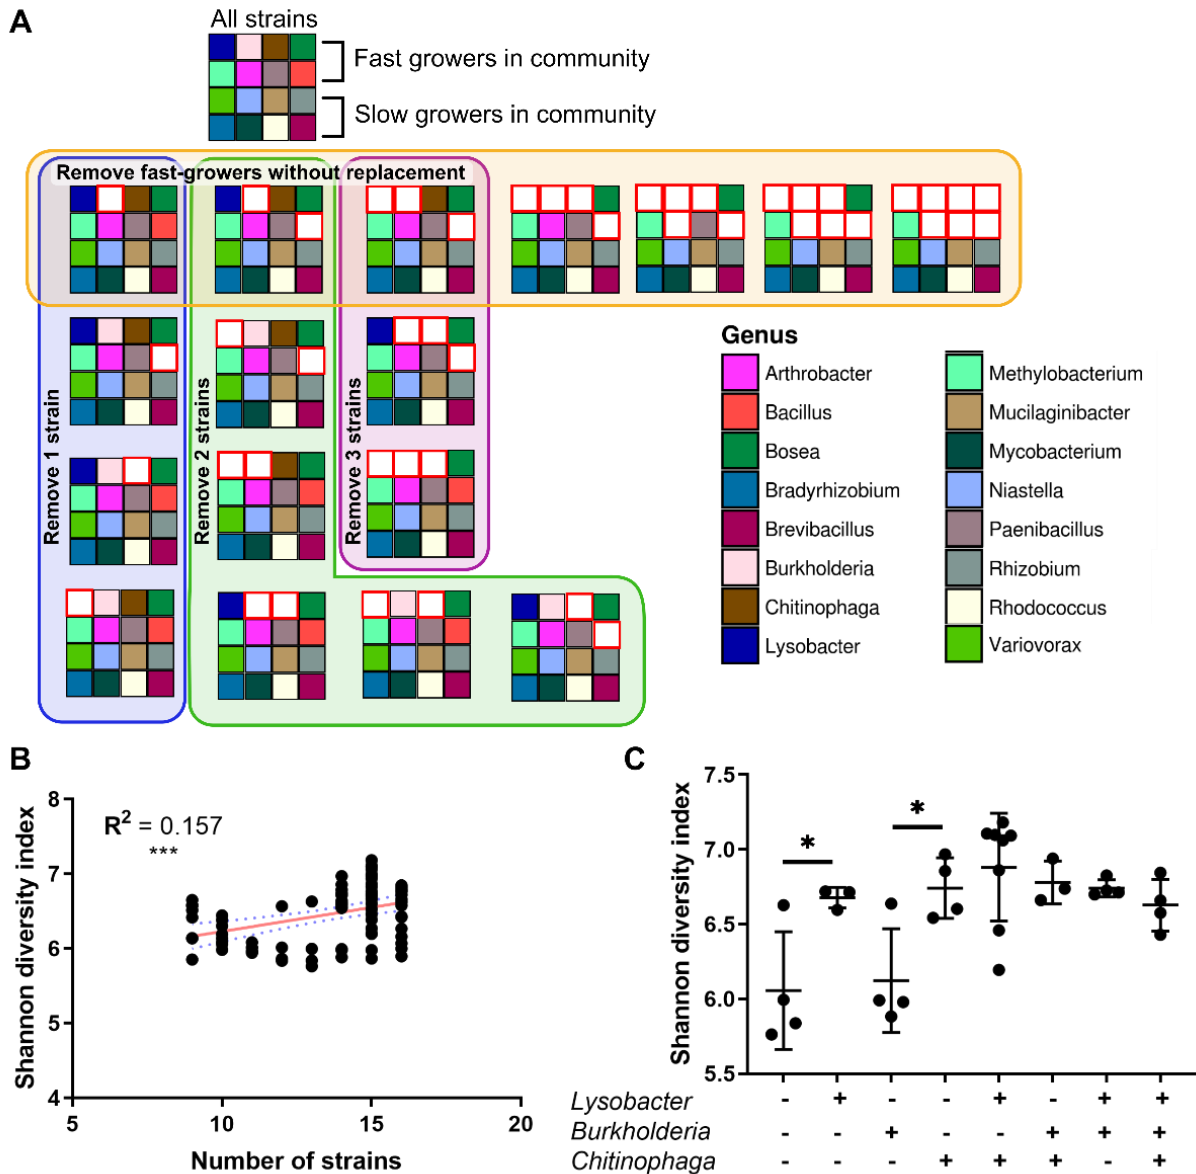 A
All strains
Fast growers in community
Slow growers in community
Remove fast-growers without replacement
Remove 1 strain
Remove 2 strains
Remove 3 strains
Genus
Arthrobacter
Bacillus
Bosea
Bradyrhizobium
Brevibacillus
Burkholderia
Chitinophaga
Lysobacter
Methylobacterium
Mucilaginibacter
Mycobacterium
Niastella
Paenibacillus
Rhizobium
Rhodococcus
Variovorax
B
Shannon diversity index
8
7
6
5
4
R² = 0.157
***
5 10 15 20
Number of strains
C
Shannon diversity index
7.5
7.0
6.5
6.0
5.5
*
*
Lysobacter - + - - + - + +
Burkholderia - - + - - + + +
Chitinophaga - - - + + + - +